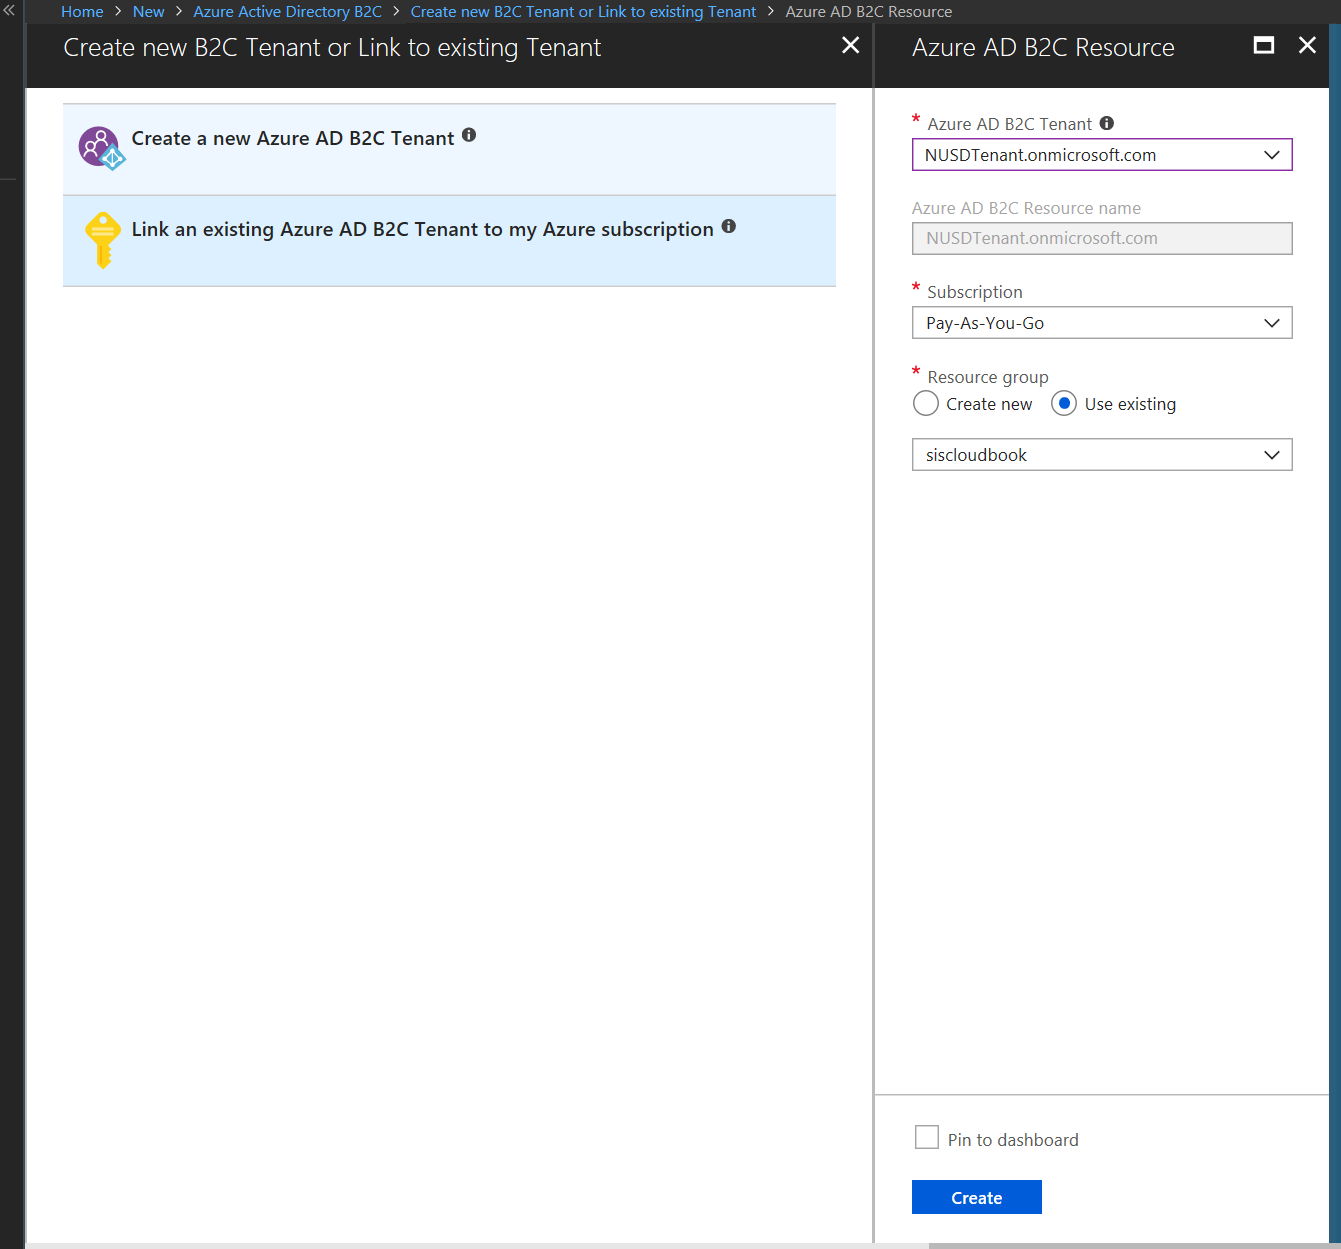 Home > New > Azure Active Directory B2C > Create new B2C Tenant or Link to existing Tenant > Azure AD B2C Resource
Create new B2C Tenant or Link to existing Tenant
Create a new Azure AD B2C Tenant
Link an existing Azure AD B2C Tenant to my Azure subscription
Azure AD B2C Resource
* Azure AD B2C Tenant
NUSDTenant.onmicrosoft.com
Azure AD B2C Resource name
NUSDTenant.onmicrosoft.com
* Subscription
Pay-As-You-Go
* Resource group
Create new Use existing
siscloudbook
Pin to dashboard
Create